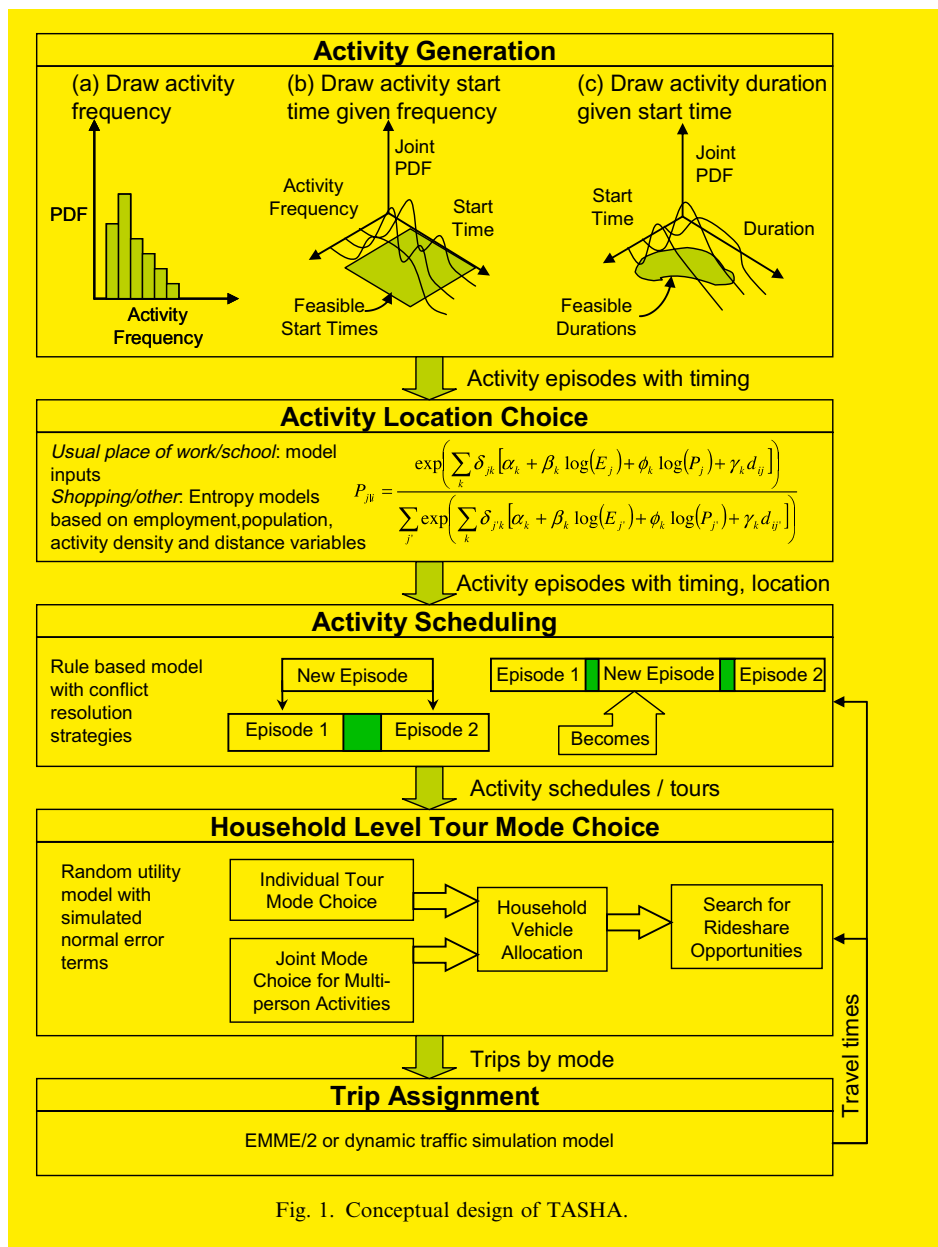 Activity Generation
(a) Draw activity
frequency
PDF
Activity
Frequency
(b) Draw activity start
time given frequency
Joint
PDF
Activity
Frequency
Start
Time
Feasible
Start Times
(c) Draw activity duration
given start time
Joint
PDF
Start
Time
Duration
Feasible
Durations
Activity episodes with timing
Activity Location Choice
Usual place of work/school: model
inputs
Shopping/other: Entropy models
based on employment,population,
activity density and distance variables
P_{j|i} = exp(∑_k δ_{jk}[α_k + β_k log(E_j) + φ_k log(P_j) + γ_k d_{ij}]) / ∑_{j'} exp(∑_k δ_{j'k}[α_k + β_k log(E_{j'}) + φ_k log(P_{j'}) + γ_k d_{ij'}])
Activity episodes with timing, location
Activity Scheduling
Rule based model
with conflict
resolution
strategies
New Episode
Episode 1 Episode 2
Episode 1 New Episode Episode 2
Becomes
Activity schedules / tours
Household Level Tour Mode Choice
Random utility
model with
simulated
normal error
terms
Individual Tour
Mode Choice
Joint Mode
Choice for Multi-
person Activities
Household
Vehicle
Allocation
Search for
Rideshare
Opportunities
Trips by mode
Travel times
Trip Assignment
EMME/2 or dynamic traffic simulation model
Fig. 1. Conceptual design of TASHA.